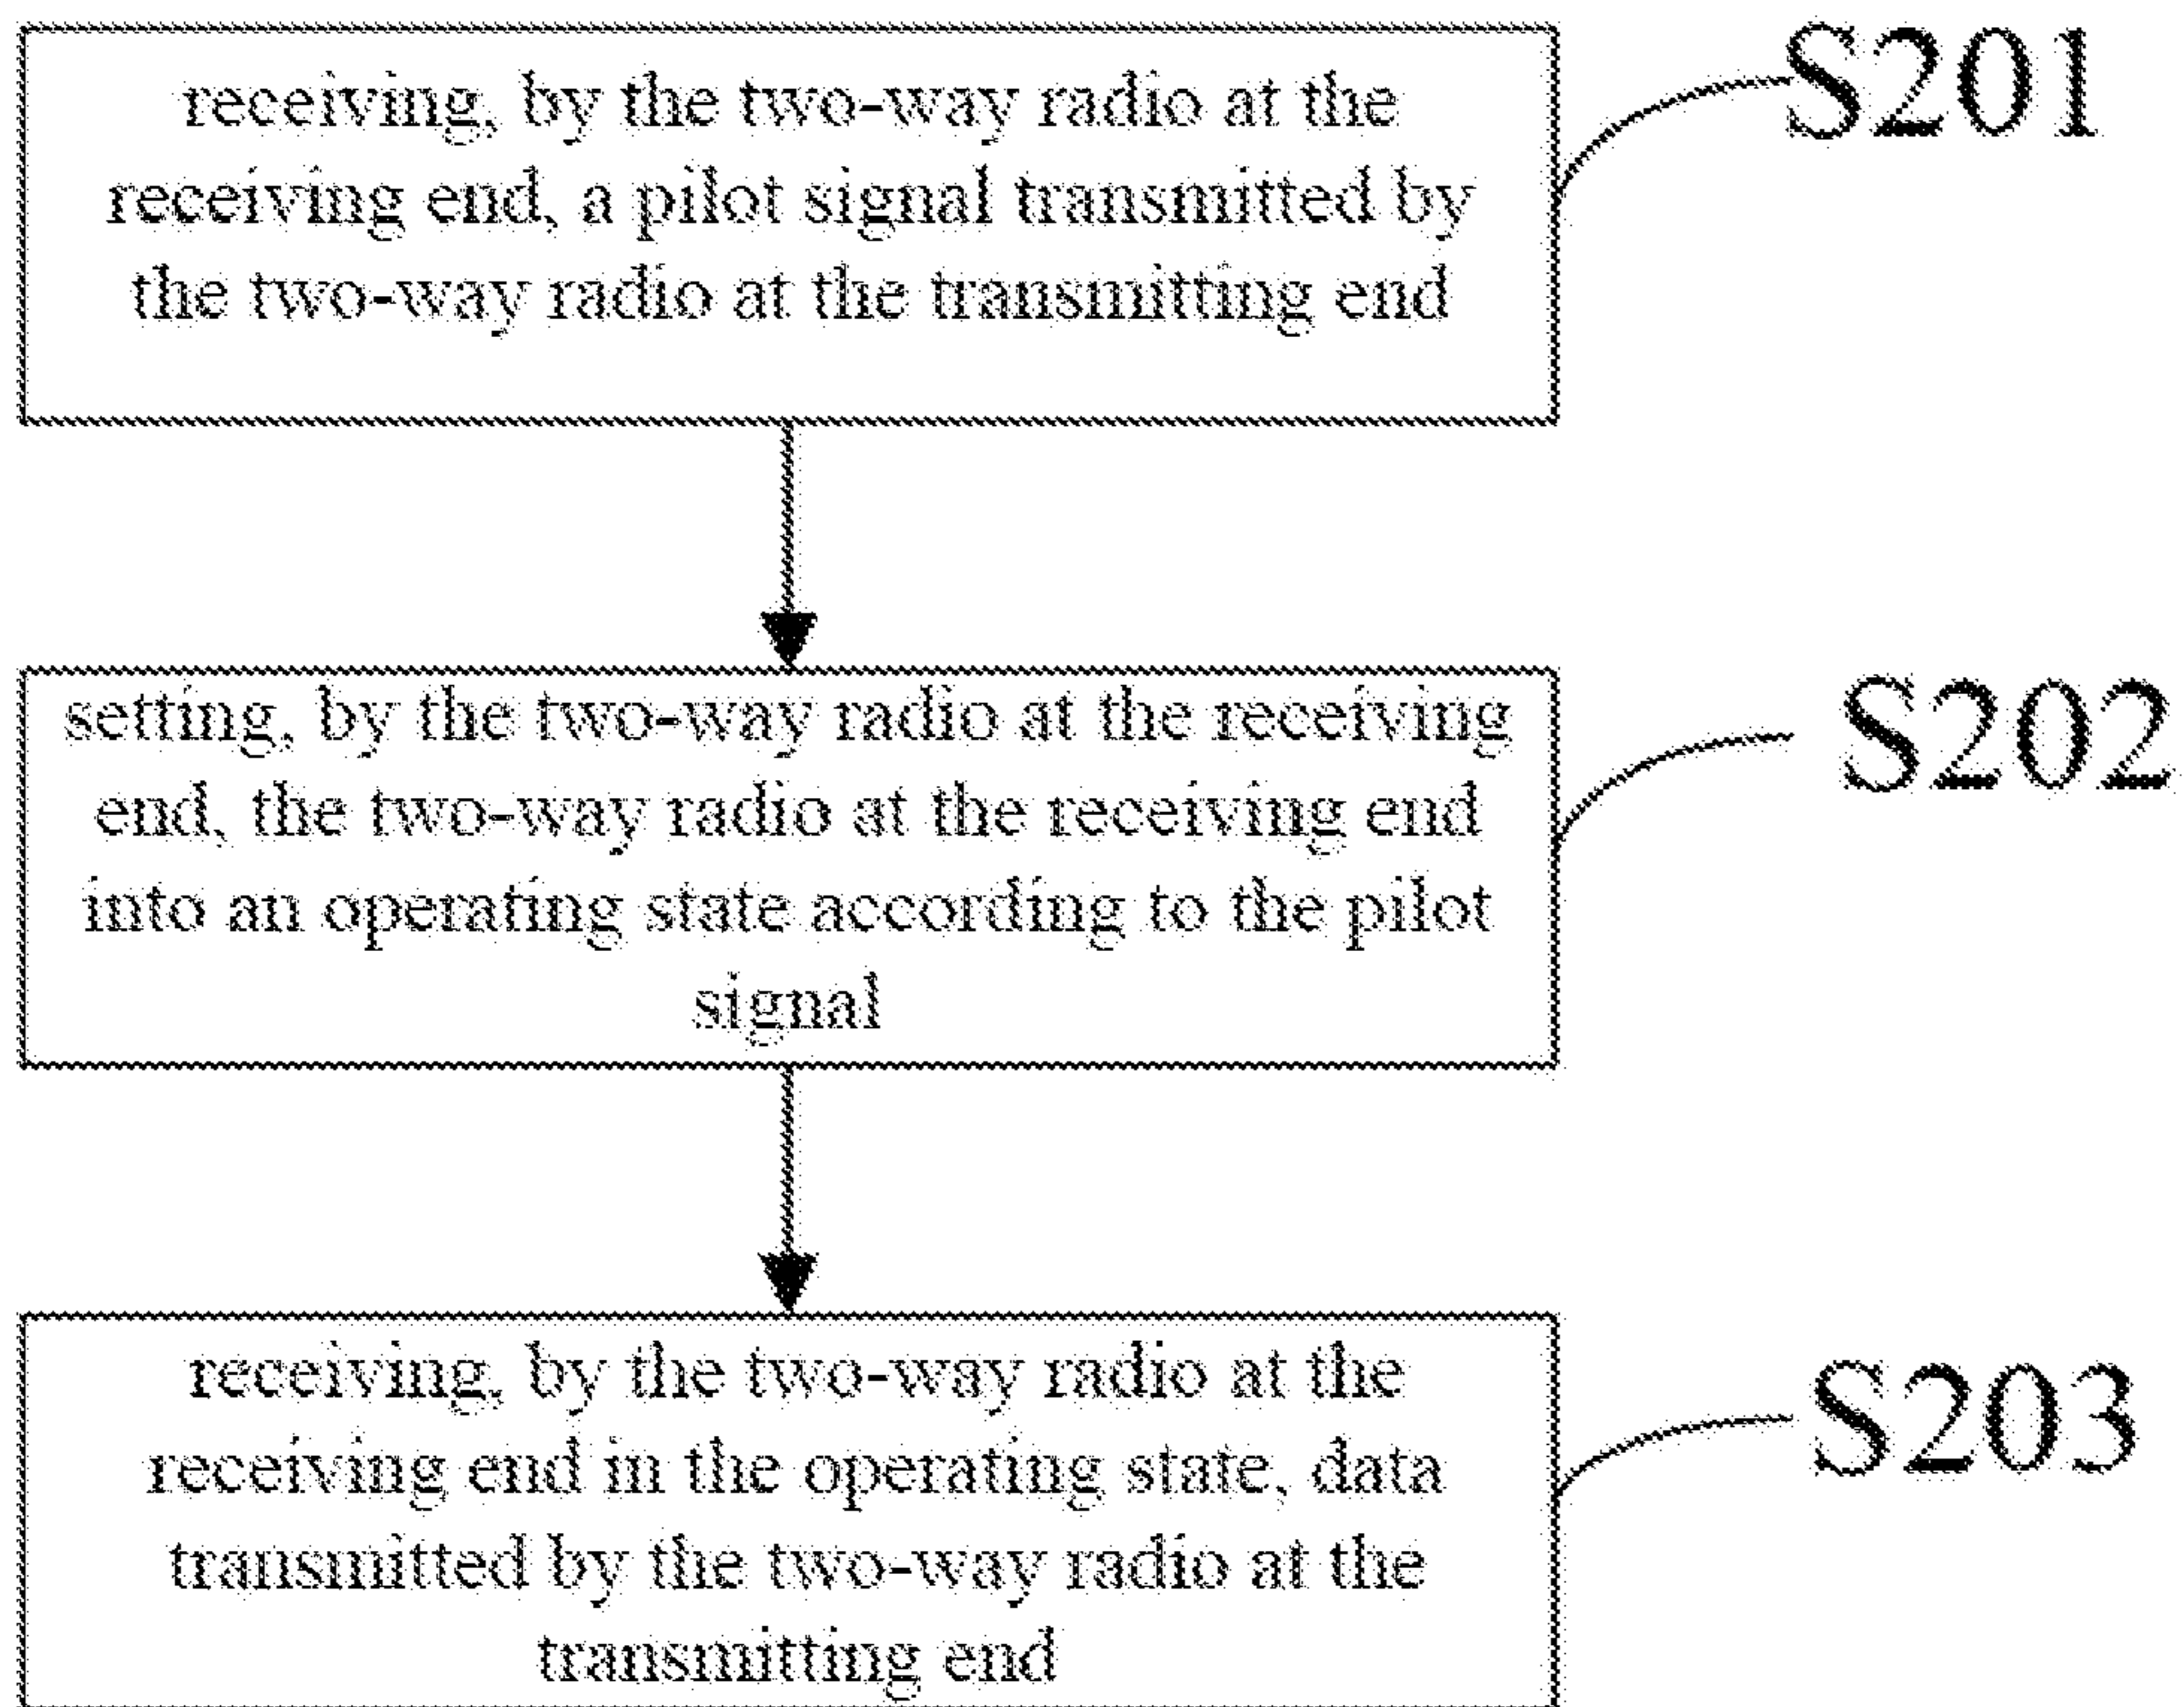 receiving, by the two-way radio at the
receiving end, a pilot signal transmitted by
the two-way radio at the transmitting end
S201
setting, by the two-way radio at the receiving
end, the two-way radio at the receiving end
into an operating state according to the pilot
signal
S202
receiving, by the two-way radio at the
receiving end in the operating state, data
transmitted by the two-way radio at the
transmitting end
S203